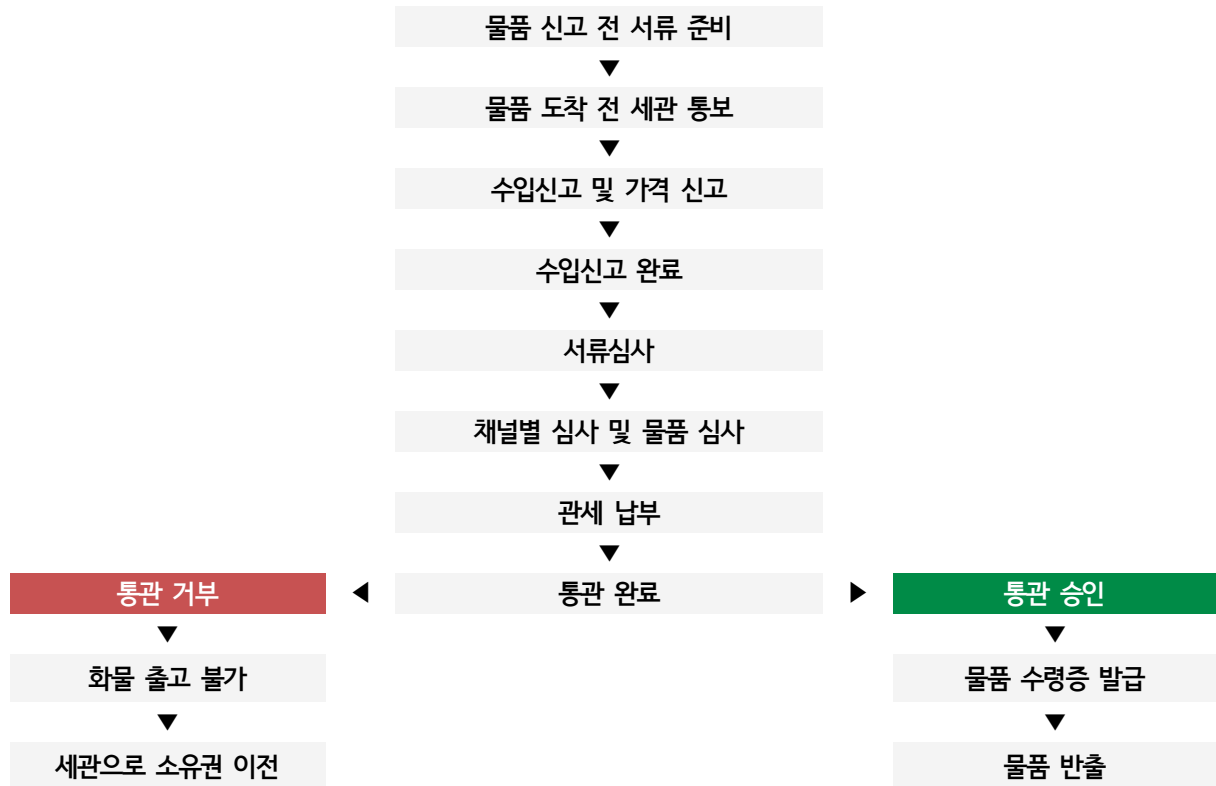 물품 신고 전 서류 준비
▼
물품 도착 전 세관 통보
▼
수입신고 및 가격 신고
▼
수입신고 완료
▼
서류심사
▼
채널별 심사 및 물품 심사
▼
관세 납부
▼
통관 거부 ◀ 통관 완료 ▶ 통관 승인
▼ ▼
화물 출고 불가 물품 수령증 발급
▼ ▼
세관으로 소유권 이전 물품 반출